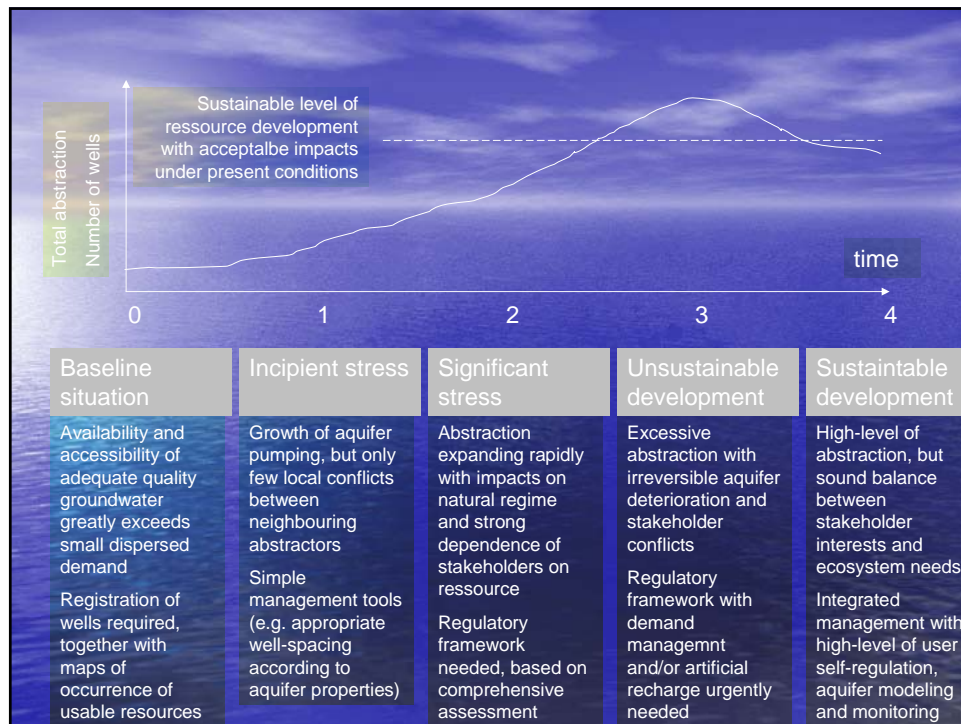 Total abstraction
Number of wells
Sustainable level of
ressource development
with acceptalbe impacts
under present conditions
time
0
1
2
3
4
Baseline
situation
Availability and
accessibility of
adequate quality
groundwater
greatly exceeds
small dispersed
demand
Registration of
wells required,
together with
maps of
occurrence of
usable resources
Incipient stress
Growth of aquifer
pumping, but only
few local conflicts
between
neighbouring
abstractors
Simple
management tools
(e.g. appropriate
well-spacing
according to
aquifer properties)
Significant
stress
Abstraction
expanding rapidly
with impacts on
natural regime
and strong
dependence of
stakeholders on
ressource
Regulatory
framework
needed, based on
comprehensive
assessment
Unsustainable
development
Excessive
abstraction with
irreversible aquifer
deterioration and
stakeholder
conflicts
Regulatory
framework with
demand
managemnt
and/or artificial
recharge urgently
needed
Sustaintable
development
High-level of
abstraction, but
sound balance
between
stakeholder
interests and
ecosystem needs
Integrated
management with
high-level of user
self-regulation,
aquifer modeling
and monitoring